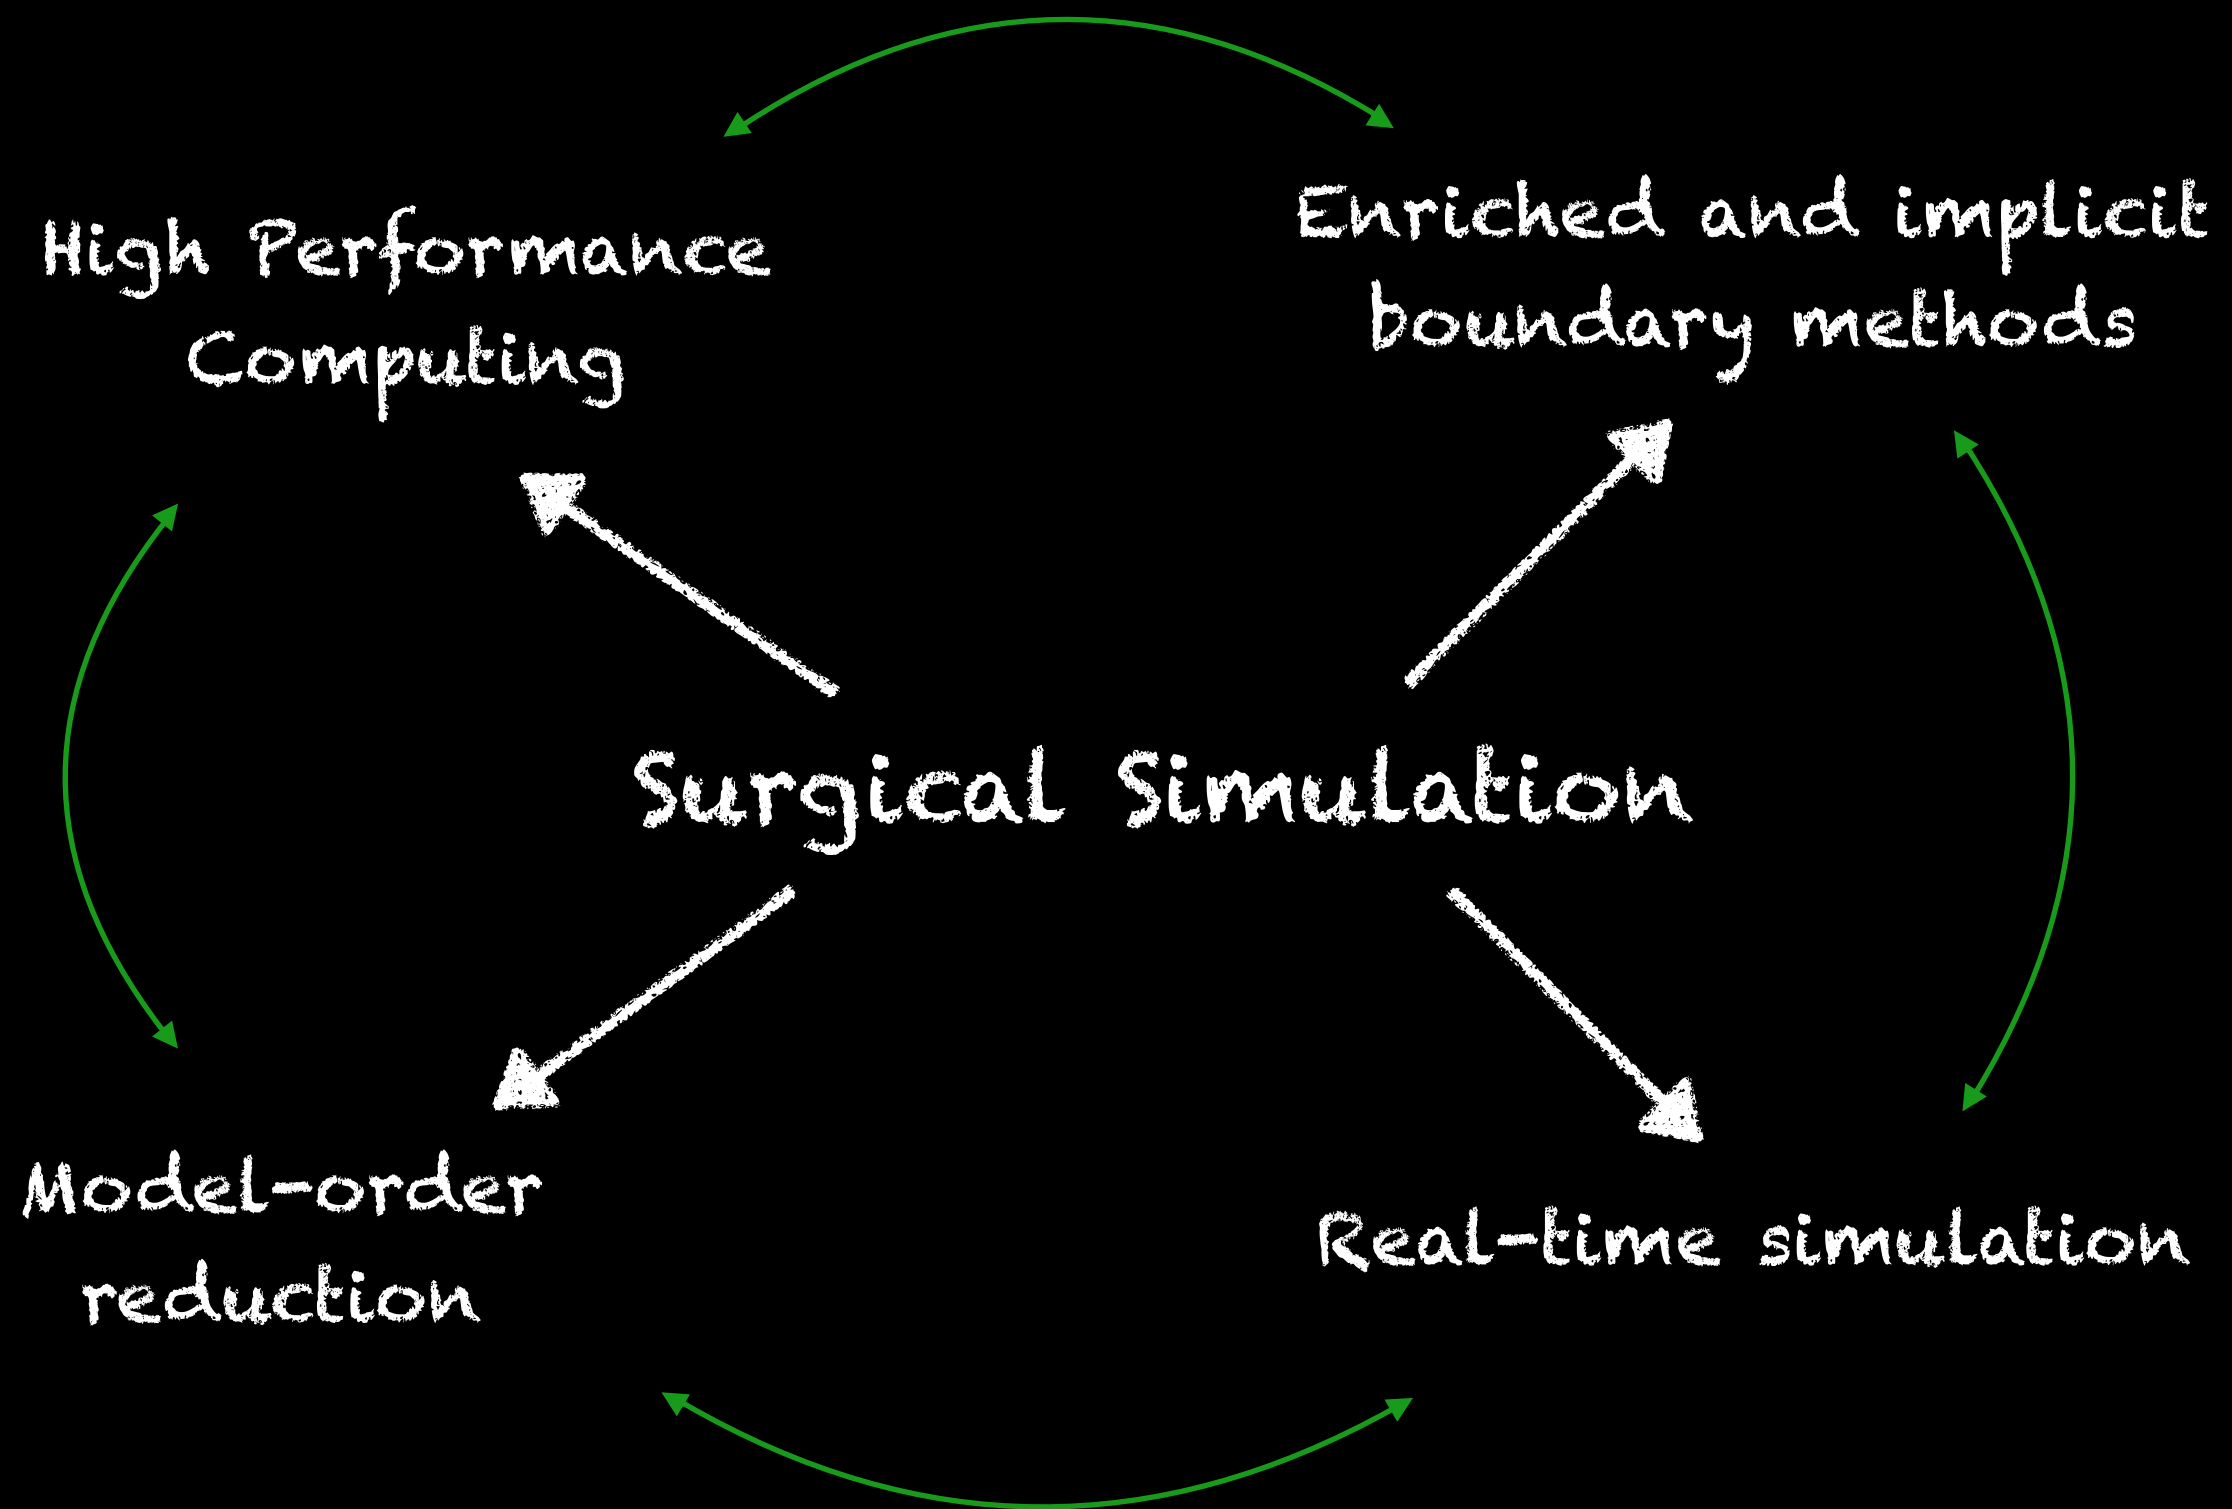 High Performance
Computing
Enriched and implicit
boundary methods
Surgical Simulation
Model-order
reduction
Real-time simulation